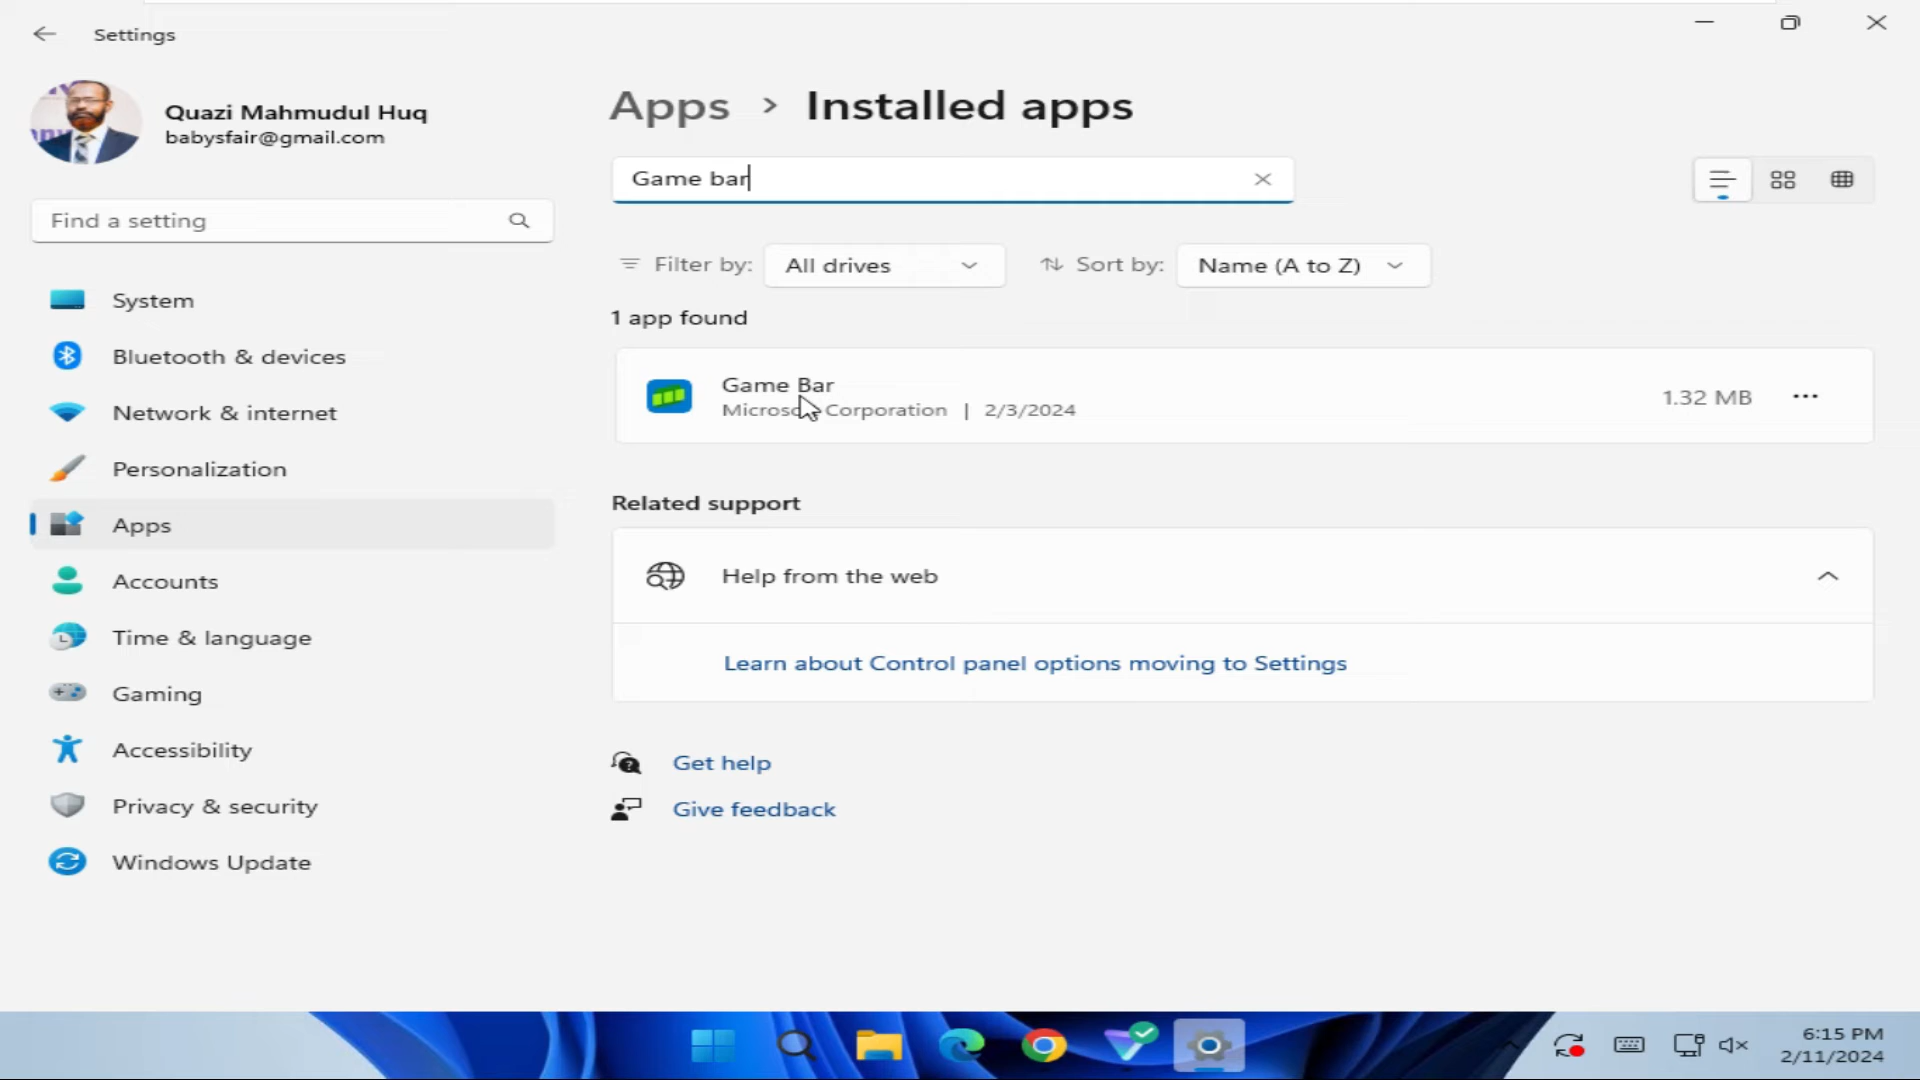 Settings
Quazi Mahmudul Huq
babysfair@gmail.com
Find a setting
System
Bluetooth & devices
Network & internet
Personalization
Apps
Accounts
Time & language
Gaming
Accessibility
Privacy & security
Windows Update
Apps > Installed apps
Game bar
Filter by: All drives
Sort by: Name (A to Z)
1 app found
Game Bar
Corporation | 2/3/2024
1.32 MB
Related support
Help from the web
Learn about Control panel options moving to Settings
Get help
Give feedback
6:15 PM
2/11/2024